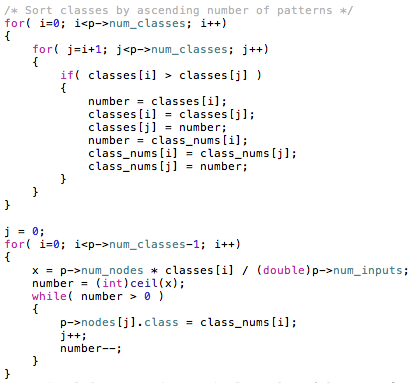 /* Sort classes by ascending number of patterns */
for( i=0; i<p->num_classes; i++)
{
for( j=i+1; j<p->num_classes; j++)
{
if( classes[i] > classes[j] )
{
number = classes[i];
classes[i] = classes[j];
classes[j] = number;
number = class_nums[i];
class_nums[i] = class_nums[j];
class_nums[j] = number;
}
}
}
j = 0;
for( i=0; i<p->num_classes-1; i++)
{
x = p->num_nodes * classes[i] / (double)p->num_inputs;
number = (int)ceil(x);
while( number > 0 )
{
p->nodes[j].class = class_nums[i];
j++;
number--;
}
}